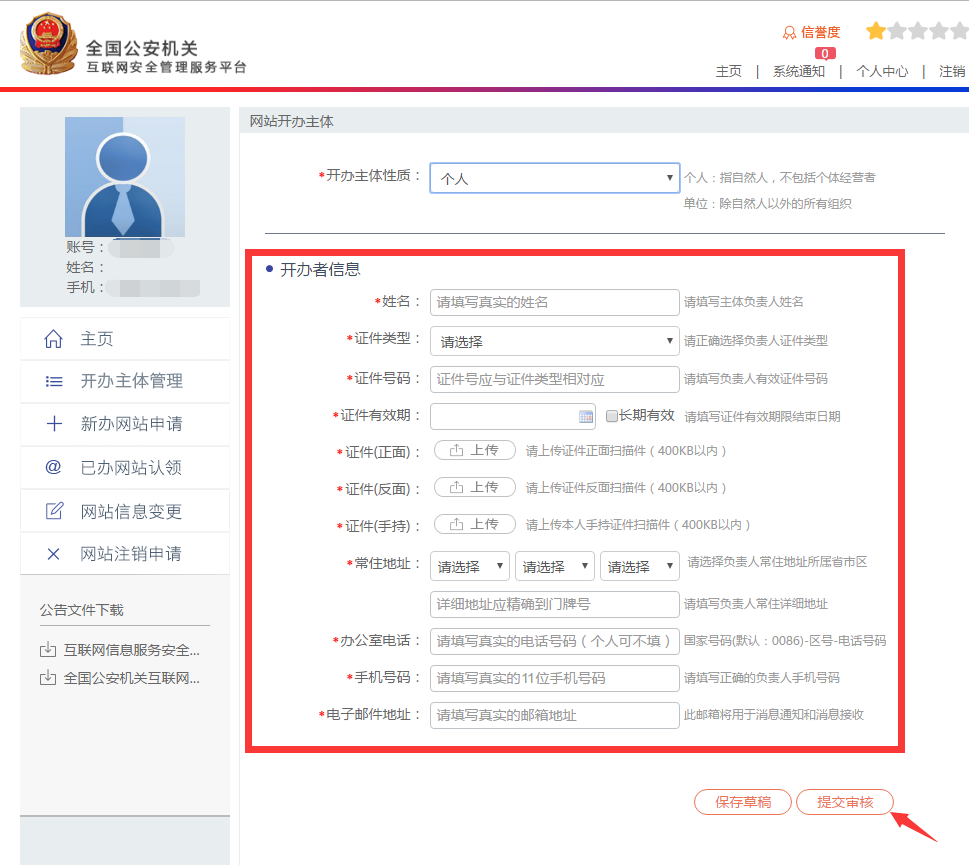 全国公安机关
互联网安全管理服务平台
信誉度
0
主页 | 系统通知 | 个人中心 | 注销
账号：
姓名：
手机：
主页
开办主体管理
新办网站申请
@ 已办网站认领
网站信息变更
网站注销申请
公告文件下载
互联网信息服务安全...
全国公安机关互联网...
网站开办主体
*开办主体性质： 个人 个人：指自然人，不包括个体经营者
单位：除自然人以外的所有组织
开办者信息
*姓名： 请填写真实的姓名 请填写主体负责人姓名
*证件类型： 请选择 请正确选择负责人证件类型
*证件号码： 证件号应与证件类型相对应 请填写负责人有效证件号码
*证件有效期： 长期有效 请填写证件有效期限结束日期
*证件(正面)： 上传 请上传证件正面扫描件（400KB以内）
*证件(反面)： 上传 请上传证件反面扫描件（400KB以内）
*证件(手持)： 上传 请上传本人手持证件扫描件（400KB以内）
*常住地址： 请选择 请选择 请选择 请选择负责人常住地址所属省市区
详细地址应精确到门牌号 请填写负责人常住详细地址
*办公室电话： 请填写真实的电话号码（个人可不填） 国家号码(默认：0086)-区号-电话号码
*手机号码： 请填写真实的11位手机号码 请填写正确的负责人手机号码
*电子邮件地址： 请填写真实的邮箱地址 此邮箱将用于消息通知和消息接收
保存草稿 提交审核